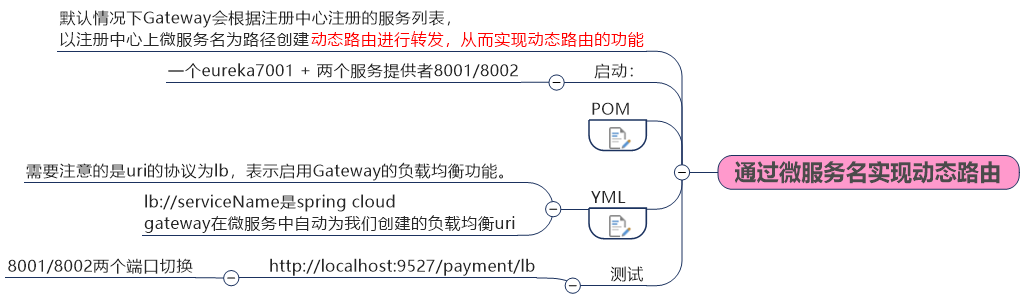 默认情况下Gateway会根据注册中心注册的服务列表，
以注册中心上微服务名为路径创建动态路由进行转发，从而实现动态路由的功能
一个eureka7001 + 两个服务提供者8001/8002
启动：
POM
通过微服务名实现动态路由
需要注意的是uri的协议为lb，表示启用Gateway的负载均衡功能。
YML
lb://serviceName是spring cloud
gateway在微服务中自动为我们创建的负载均衡uri
8001/8002两个端口切换
http://localhost:9527/payment/lb
测试